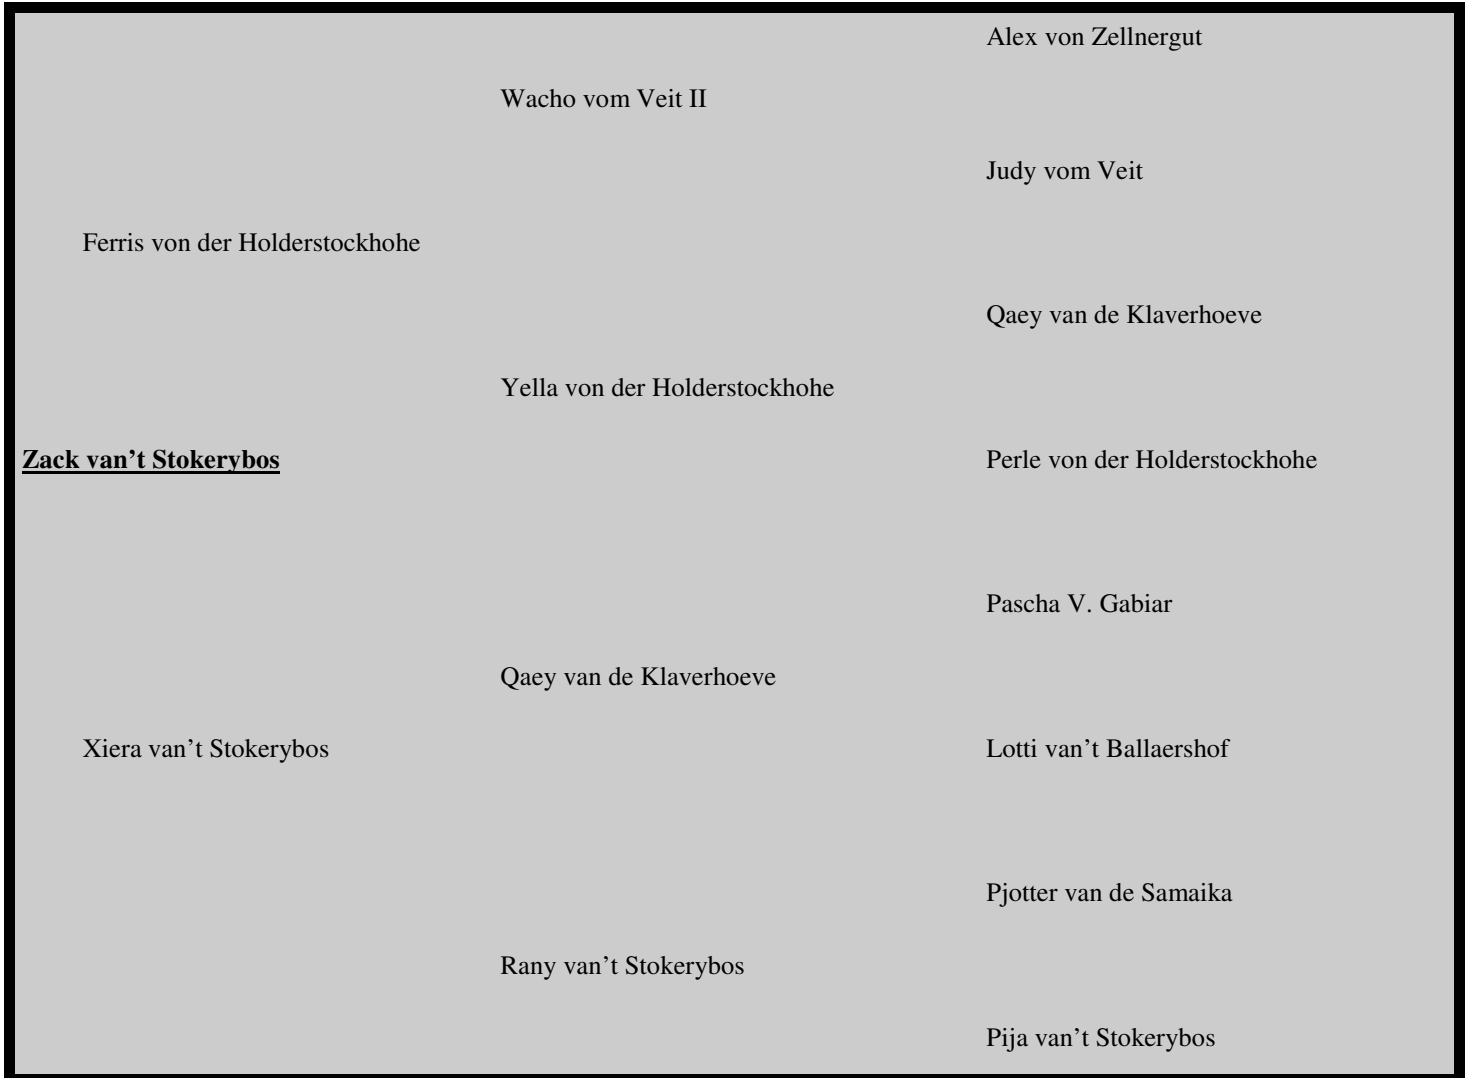 Alex von Zellnergut
Wacho vom Veit II
Judy vom Veit
Ferris von der Holderstockhohe
Qaey van de Klaverhoeve
Yella von der Holderstockhohe
Zack van’t Stokerybos
Perle von der Holderstockhohe
Pascha V. Gabiar
Qaey van de Klaverhoeve
Xiera van’t Stokerybos
Lotti van’t Ballaershof
Pjotter van de Samaika
Rany van’t Stokerybos
Pija van’t Stokerybos